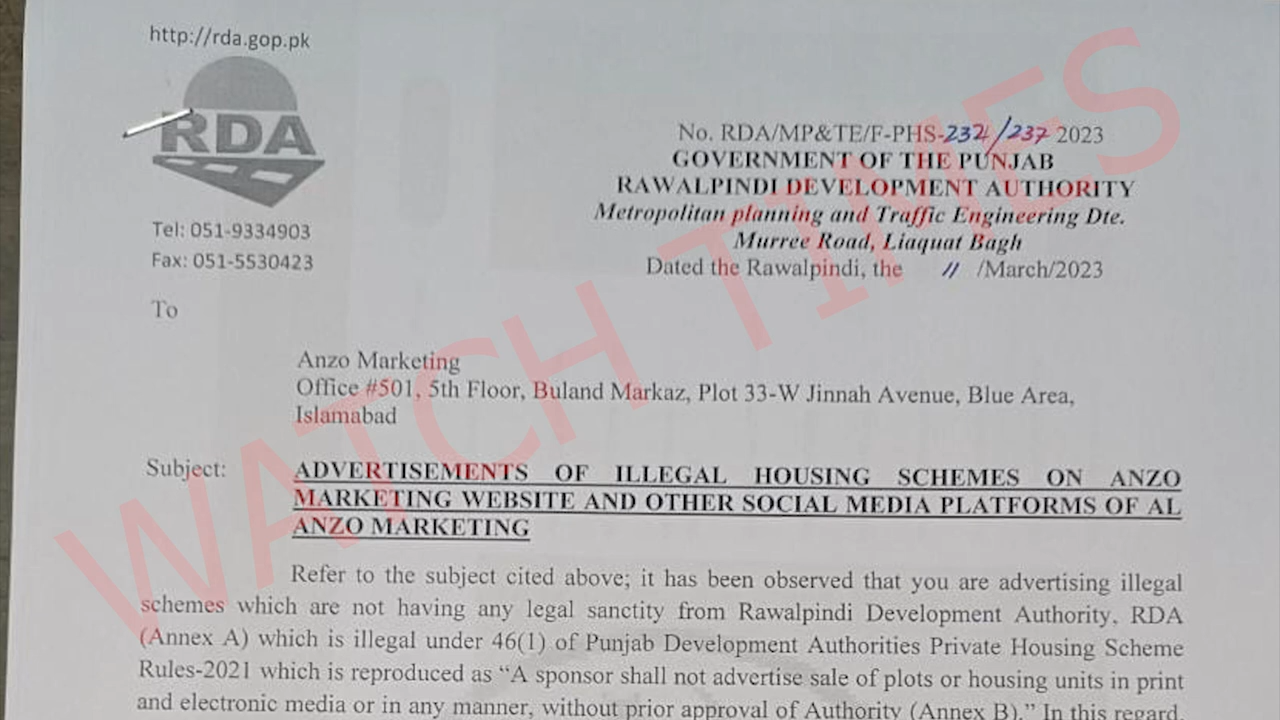 http://rda.gop.pk
RDA
Tel: 051-9334903
Fax: 051-5530423
No. RDA/MP&TE/F-PHS-232/237 2023
GOVERNMENT OF THE PUNJAB
RAWALPINDI DEVELOPMENT AUTHORITY
Metropolitan planning and Traffic Engineering Dte.
Murree Road, Liaquat Bagh
Dated the Rawalpindi, the 11 /March/2023
To
Anzo Marketing
Office #501, 5th Floor, Buland Markaz, Plot 33-W Jinnah Avenue, Blue Area,
Islamabad
Subject: ADVERTISEMENTS OF ILLEGAL HOUSING SCHEMES ON ANZO
MARKETING WEBSITE AND OTHER SOCIAL MEDIA PLATFORMS OF AL
ANZO MARKETING
Refer to the subject cited above; it has been observed that you are advertising illegal
schemes which are not having any legal sanctity from Rawalpindi Development Authority, RDA
(Annex A) which is illegal under 46(1) of Punjab Development Authorities Private Housing Scheme
Rules-2021 which is reproduced as “A sponsor shall not advertise sale of plots or housing units in print
and electronic media or in any manner, without prior approval of Authority (Annex B).” In this regard,
WATCH TIMES